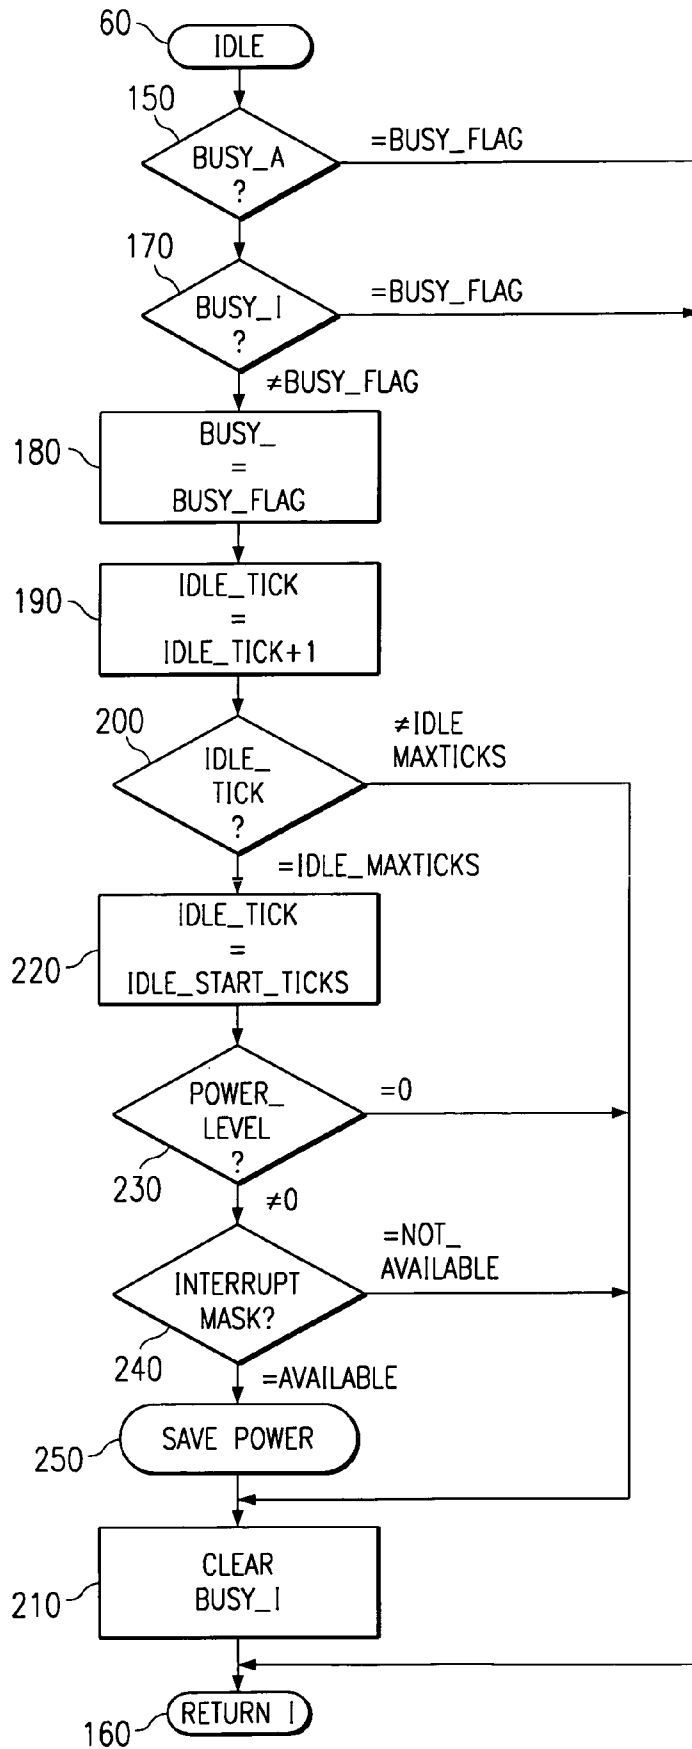 60
IDLE
150
BUSY_A
?
=BUSY_FLAG
170
BUSY_I
?
=BUSY_FLAG
≠BUSY_FLAG
180
BUSY_
=
BUSY_FLAG
190
IDLE_TICK
=
IDLE_TICK+1
200
IDLE_
TICK
?
≠IDLE
MAXTICKS
=IDLE_MAXTICKS
220
IDLE_TICK
=
IDLE_START_TICKS
POWER_
LEVEL
?
=0
230
≠0
INTERRUPT
MASK?
=NOT_
AVAILABLE
240
=AVAILABLE
250
SAVE POWER
210
CLEAR
BUSY_I
160
RETURN I